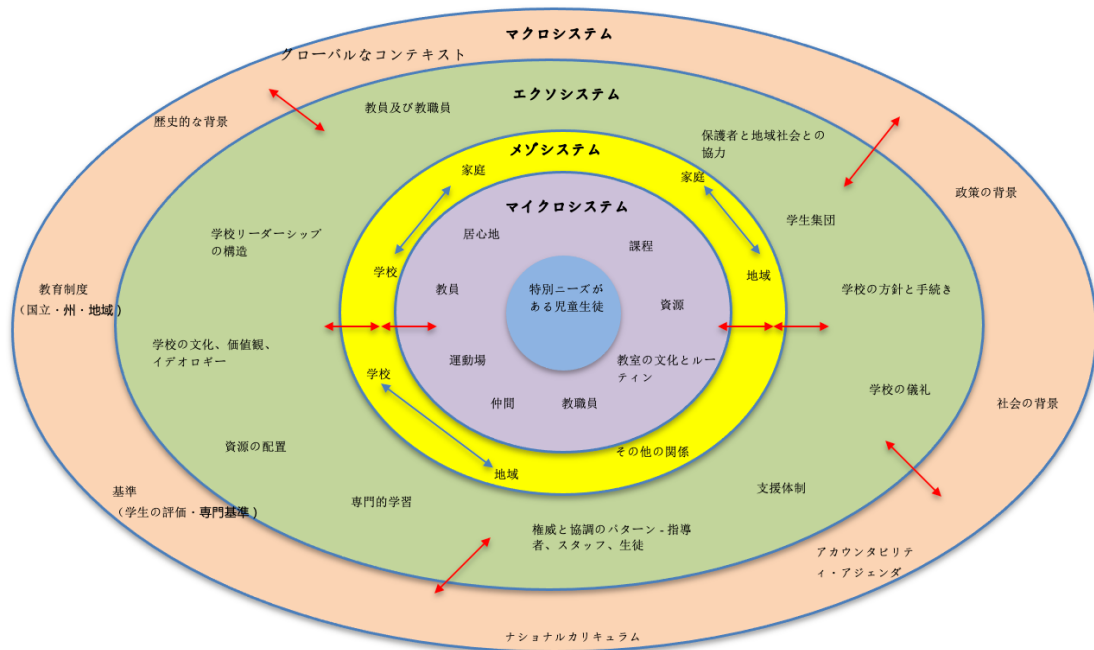 マクロシステム
グローバルなコンテキスト
歴史的な背景
政策の背景
教育制度
（国立・州・地域）
社会の背景
基準
（学生の評価・専門基準）
アカウンタビリテ
ィ・アジェンダ
ナショナルカリキュラム
エクソシステム
教員及び教職員
保護者と地域社会との
協力
学生集団
学校リーダーシップ
の構造
学校の方針と手続き
学校の文化、価値観、
イデオロギー
学校の儀礼
資源の配置
支援体制
専門的学習
権威と協調のパターン - 指導
者、スタッフ、生徒
メゾシステム
家庭
家庭
学校
地域
学校
地域
その他の関係
マイクロシステム
居心地
課程
教員
資源
運動場
教室の文化とルー
ティン
仲間
教職員
特別ニーズが
ある児童生徒